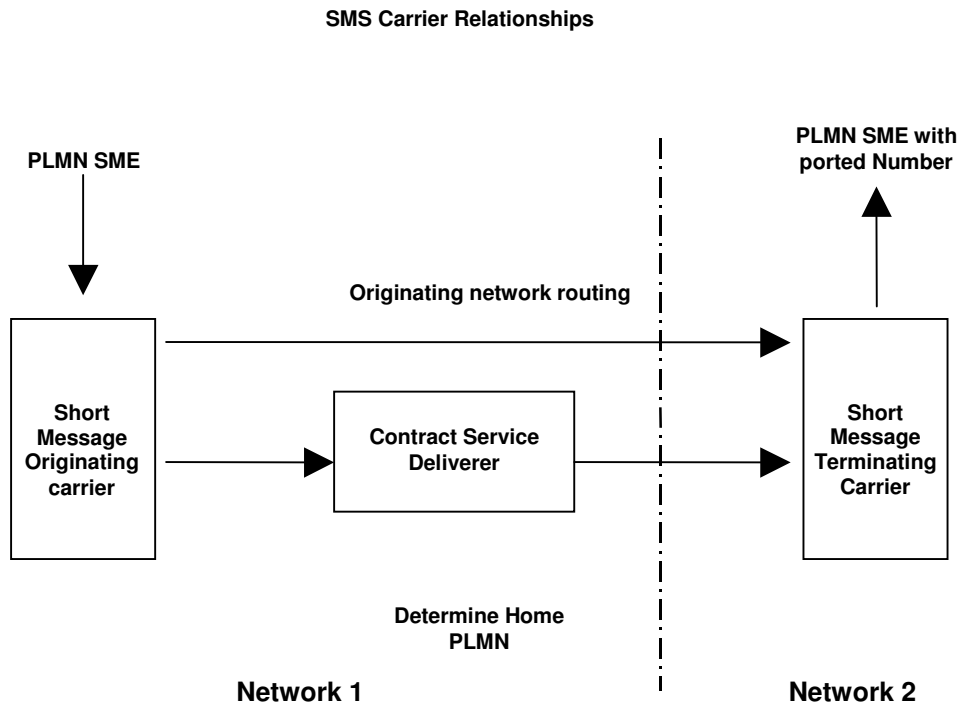 SMS Carrier Relationships
PLMN SME
PLMN SME with
ported Number
Originating network routing
Short
Message
Originating
carrier
Contract Service
Deliverer
Short
Message
Terminating
Carrier
Determine Home
PLMN
Network 1
Network 2